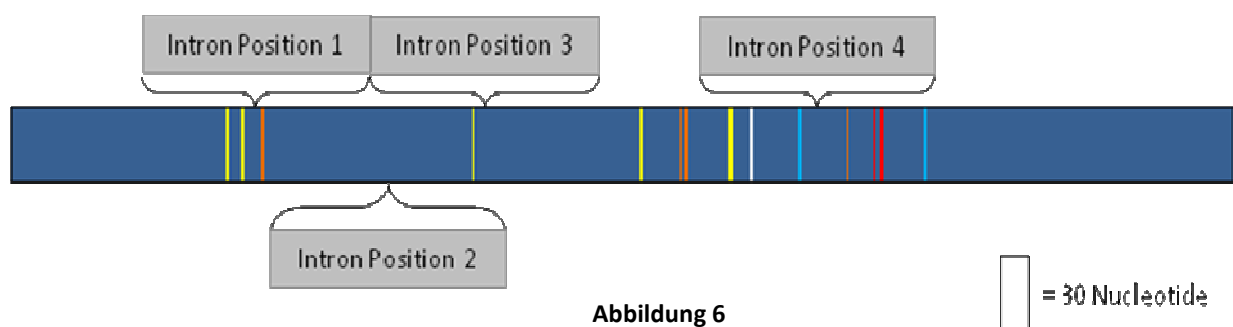 Intron Position 1
Intron Position 3
Intron Position 4
Intron Position 2
= 30 Nucleotide
Abbildung 6